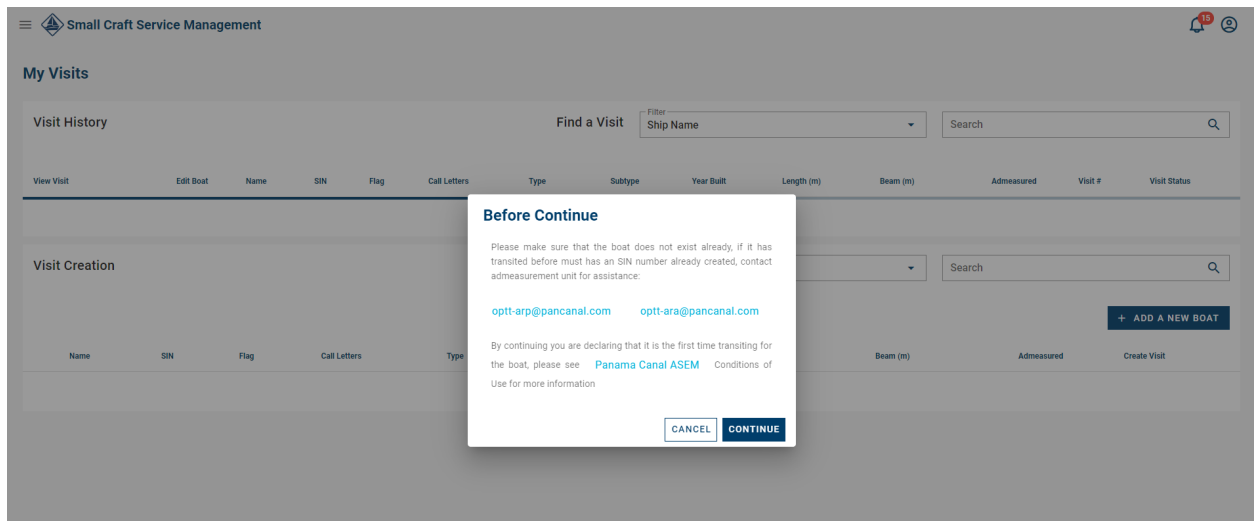 Small Craft Service Management
15
My Visits
Visit History
Find a Visit
Filter
Ship Name
Search
View Visit Edit Boat Name SIN Flag Call Letters Type Subtype Year Built Length (m) Beam (m) Admeasured Visit # Visit Status
Before Continue
Please make sure that the boat does not exist already, if it has
transited before must has an SIN number already created, contact
admeasurement unit for assistance:
optt-arp@pancanal.com optt-ara@pancanal.com
By continuing you are declaring that it is the first time transiting for
the boat, please see Panama Canal ASEM Conditions of
Use for more information
CANCEL CONTINUE
Visit Creation
Search
+ ADD A NEW BOAT
Name SIN Flag Call Letters Type Beam (m) Admeasured Create Visit